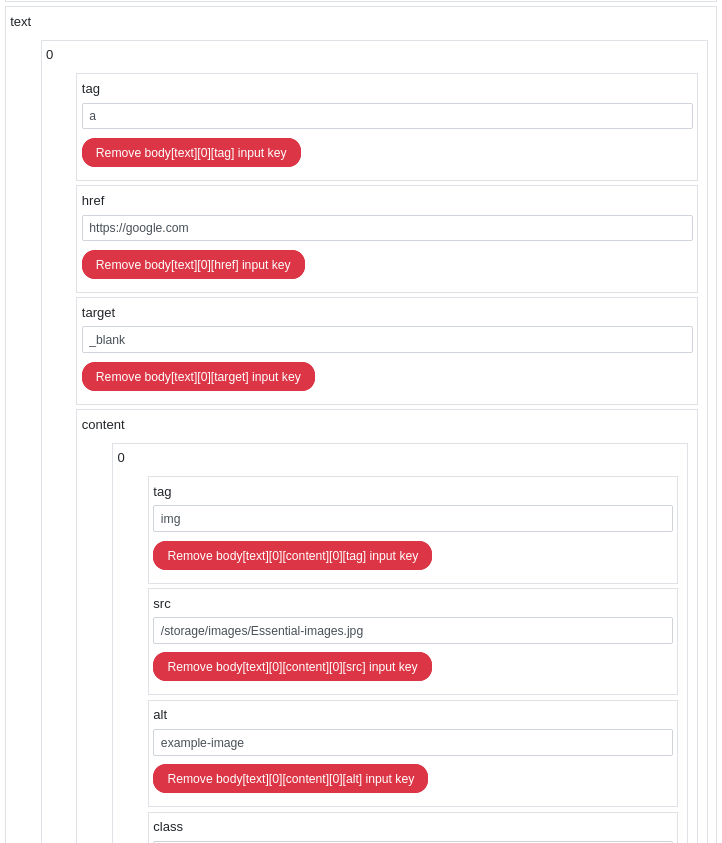 text
0
tag
a
Remove body[text][0][tag] input key
href
https://google.com
Remove body[text][0][href] input key
target
_blank
Remove body[text][0][target] input key
content
0
tag
img
Remove body[text][0][content][0][tag] input key
src
/storage/images/Essential-images.jpg
Remove body[text][0][content][0][src] input key
alt
example-image
Remove body[text][0][content][0][alt] input key
class